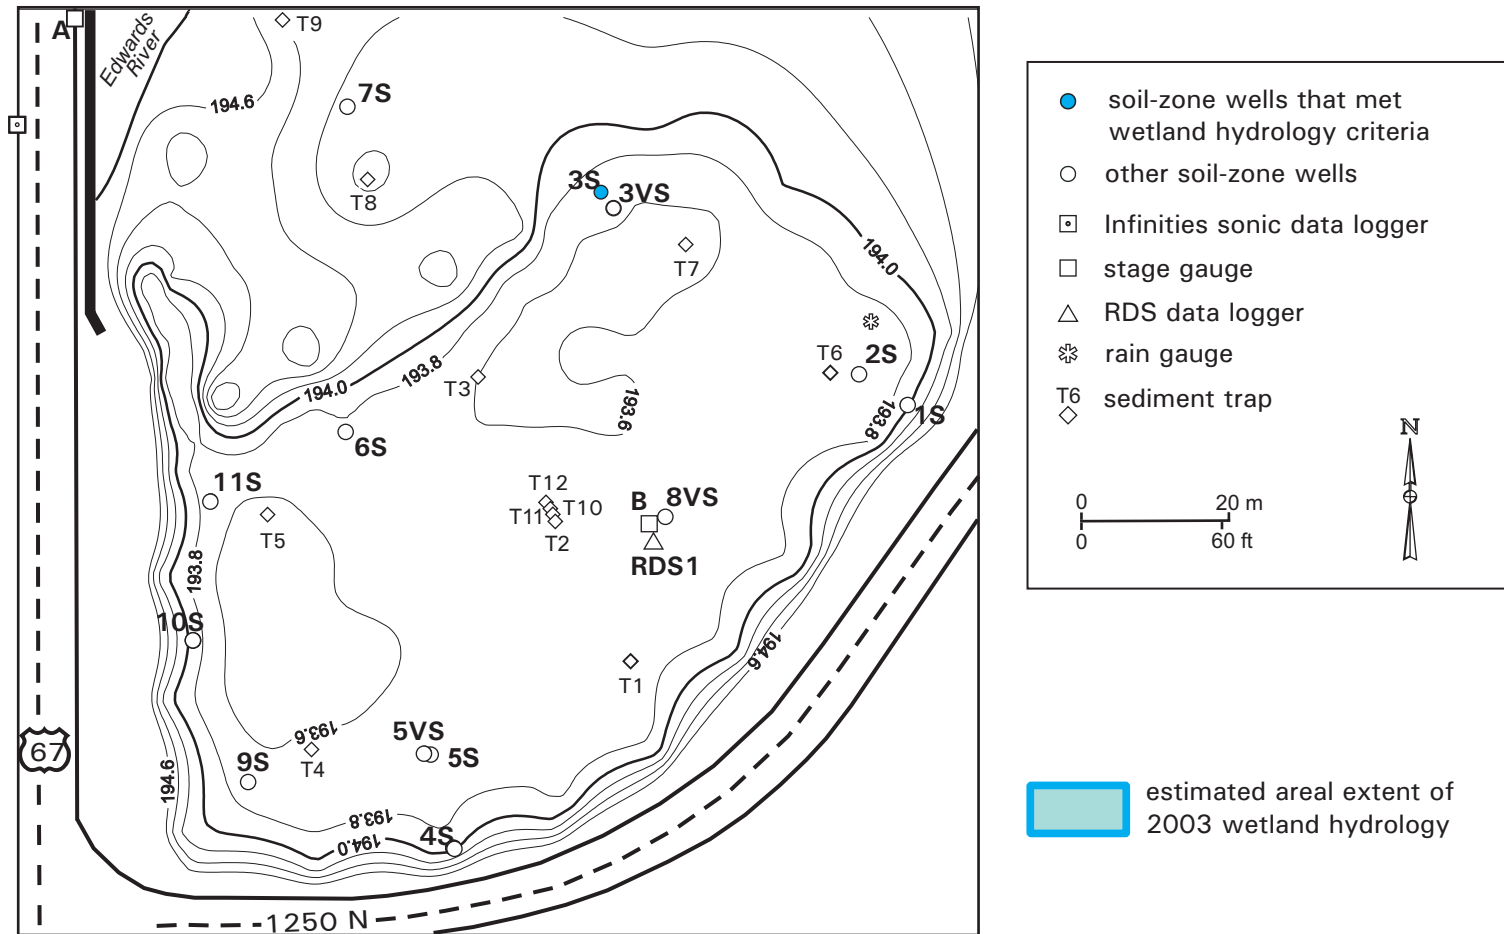 A
Edwards
River
T9
194.6
7S
T8
3S
3VS
T7
194.0
T6
2S
1S
193.8
194.0
193.8
T3
193.6
6S
11S
T12
T10
T11
T2
B
8VS
RDS1
T5
193.8
10S
194.6
T1
193.6
5VS
5S
T4
9S
67
194.6
193.8
194.0
4S
1250 N
soil-zone wells that met
wetland hydrology criteria
other soil-zone wells
Infinities sonic data logger
stage gauge
RDS data logger
rain gauge
T6
sediment trap
N
0 20 m
0 60 ft
estimated areal extent of
2003 wetland hydrology